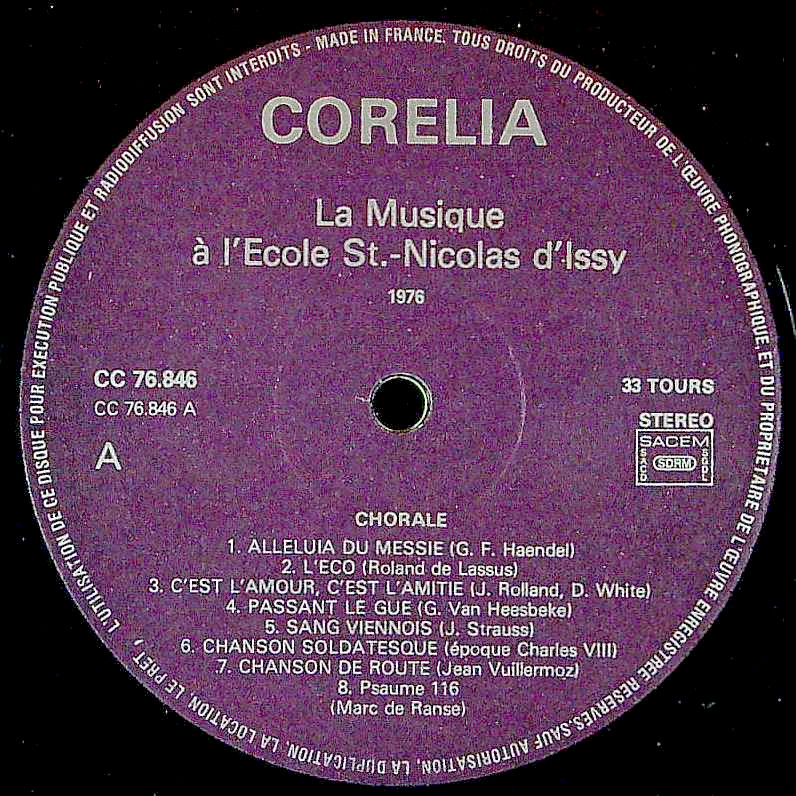 MADE IN FRANCE. TOUS DROITS DU PRODUCTEUR DE L'ŒUVRE PHONOGRAPHIQUE ET DU PROPRIETAIRE DE L'ŒUVRE ENREGISTREE RESERVES. SAUF AUTORISATION, LA DUPLICATION, LA LOCATION, LE PRET, L'UTILISATION DE CE DISQUE POUR EXECUTION PUBLIQUE ET RADIODIFFUSION SONT INTERDITS -
CORELIA
La Musique
à l'Ecole St.-Nicolas d'Issy
1976
CC 76.846
CC 76.846 A
A
33 TOURS
STEREO
SACEM
SACD
SDRM
SGDL
CHORALE
1. ALLELUIA DU MESSIE (G. F. Haendel)
2. L'ECO (Roland de Lassus)
3. C'EST L'AMOUR, C'EST L'AMITIE (J. Rolland, D. White)
4. PASSANT LE GUE (G. Van Heesbeke)
5. SANG VIENNOIS (J. Strauss)
6. CHANSON SOLDATESQUE (époque Charles VIII)
7. CHANSON DE ROUTE (Jean Vuillermoz)
8. Psaume 116
(Marc de Ranse)